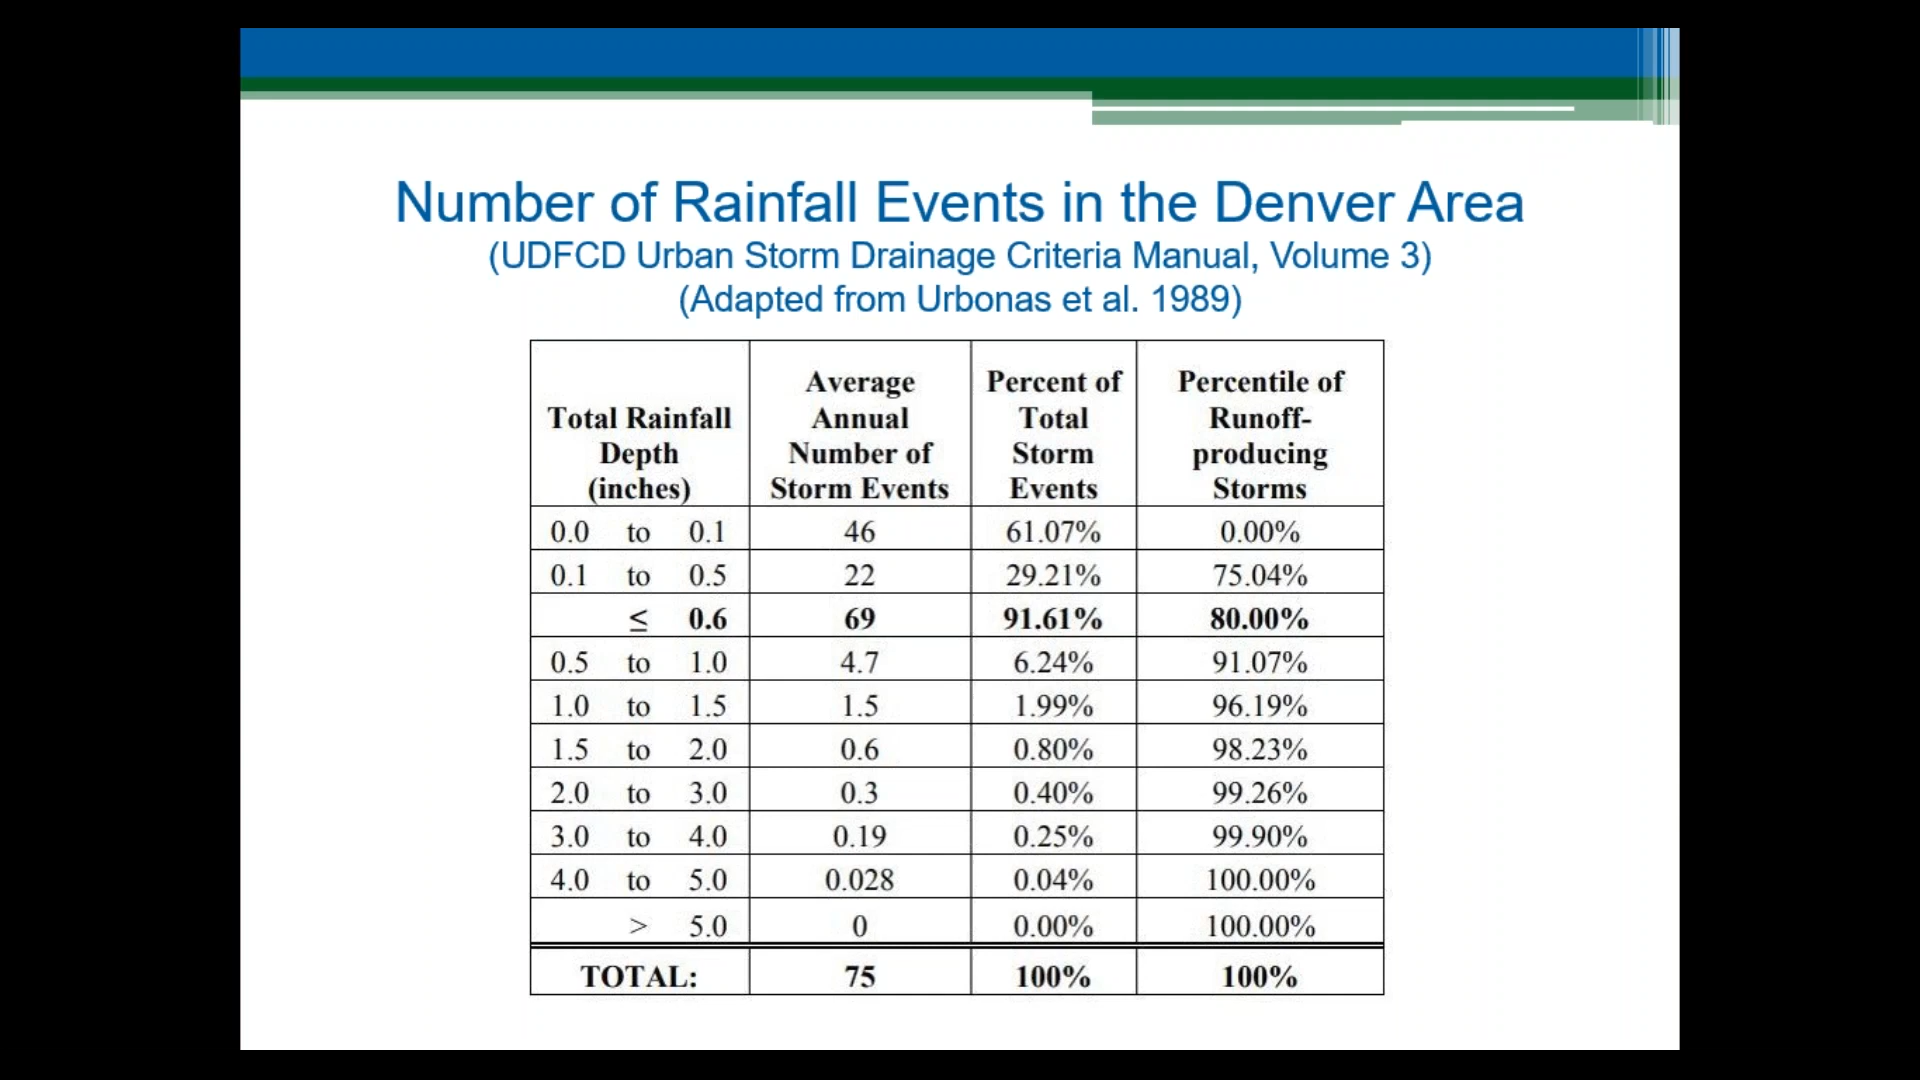 Number of Rainfall Events in the Denver Area
(UDFCD Urban Storm Drainage Criteria Manual, Volume 3)
(Adapted from Urbonas et al. 1989)
Total Rainfall
Depth
(inches)
Average
Annual
Number of
Storm Events
Percent of
Total
Storm
Events
Percentile of
Runoff-
producing
Storms
0.0 to 0.1 46 61.07% 0.00%
0.1 to 0.5 22 29.21% 75.04%
≤ 0.6 69 91.61% 80.00%
0.5 to 1.0 4.7 6.24% 91.07%
1.0 to 1.5 1.5 1.99% 96.19%
1.5 to 2.0 0.6 0.80% 98.23%
2.0 to 3.0 0.3 0.40% 99.26%
3.0 to 4.0 0.19 0.25% 99.90%
4.0 to 5.0 0.028 0.04% 100.00%
> 5.0 0 0.00% 100.00%
TOTAL: 75 100% 100%